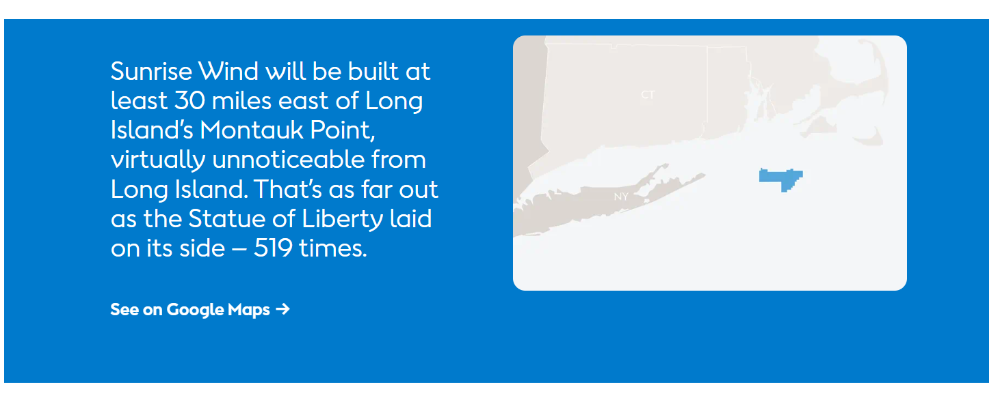 Sunrise Wind will be built at
least 30 miles east of Long
Island’s Montauk Point,
virtually unnoticeable from
Long Island. That’s as far out
as the Statue of Liberty laid
on its side – 519 times.
See on Google Maps →
CT
NY